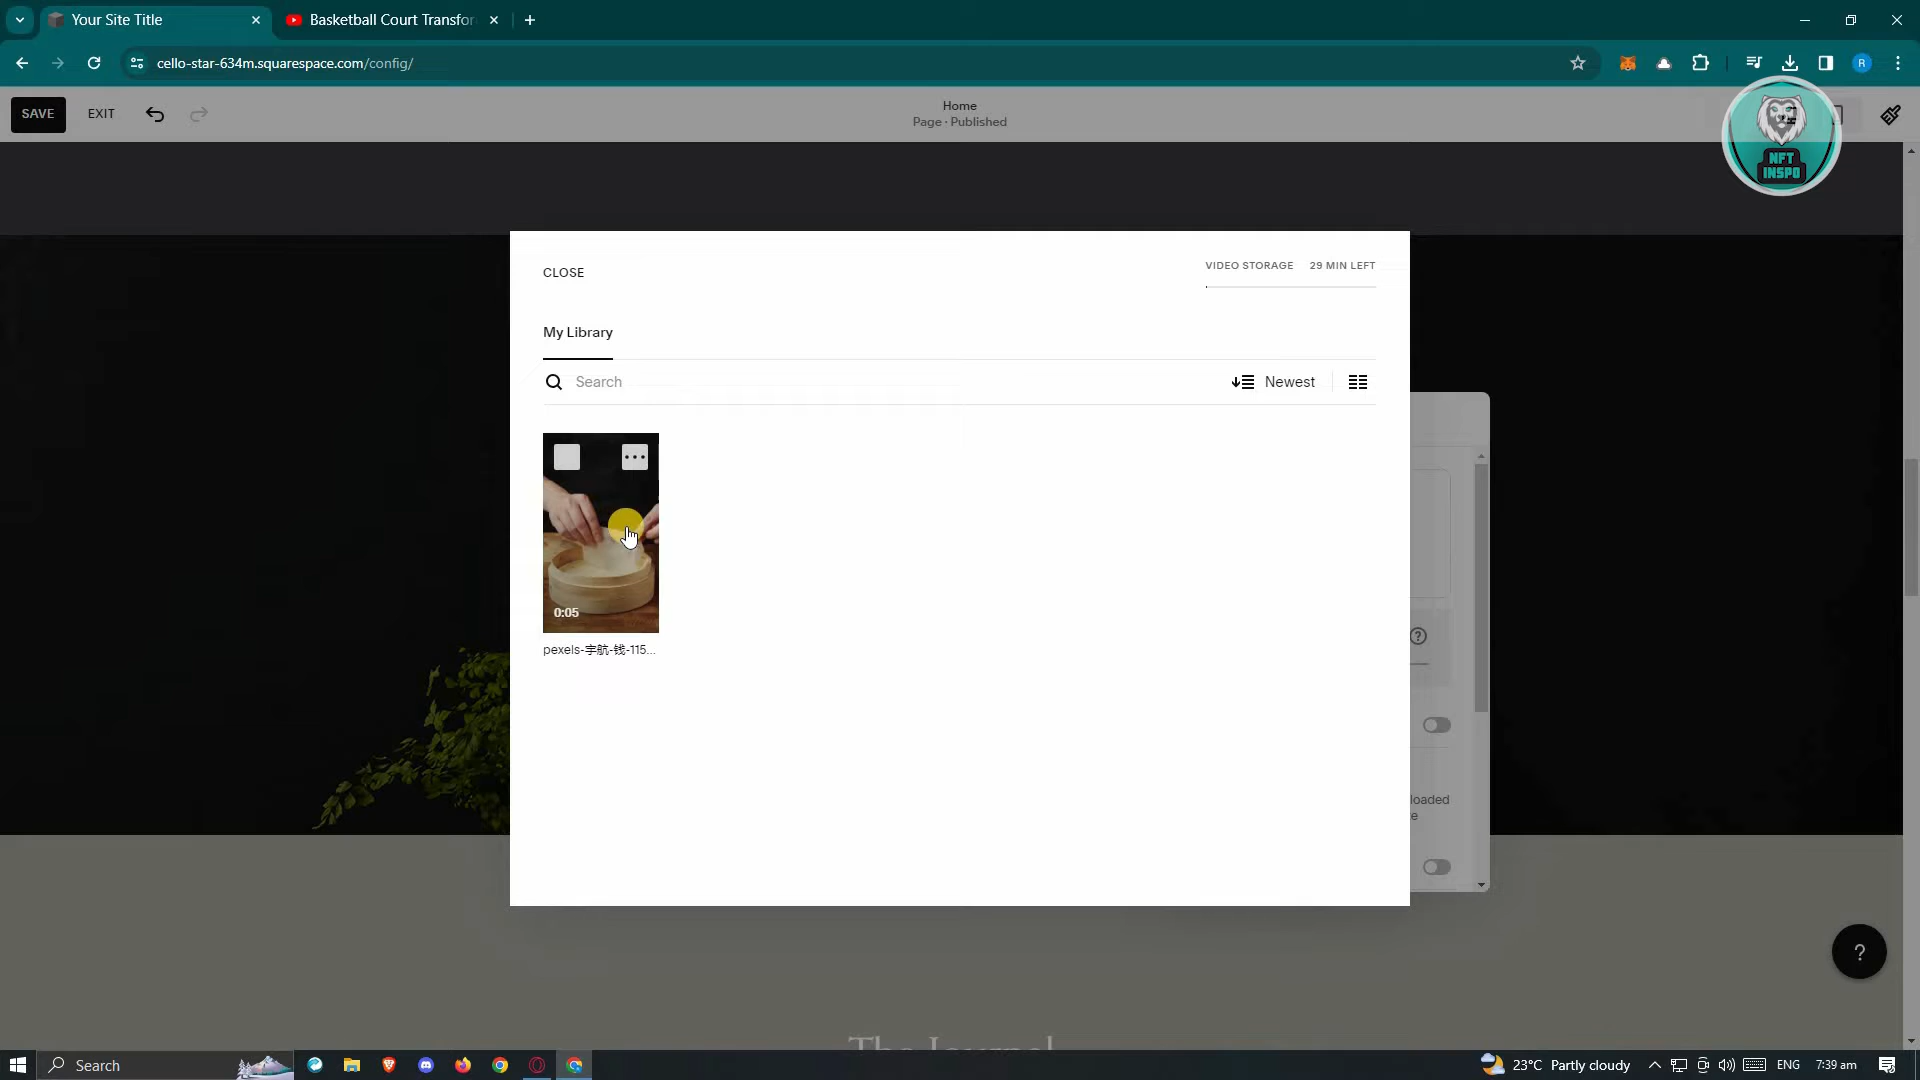 Your Site Title
Basketball Court Transfor
cello-star-634m.squarespace.com/config/
R
SAVE
EXIT
Home
Page · Published
NFT
INSPO
CLOSE
VIDEO STORAGE
29 MIN LEFT
My Library
Search
Newest
0:05
pexels-宇航-钱-115...
loaded
e
?
The Journal
Search
23°C Partly cloudy
ENG
7:39 am